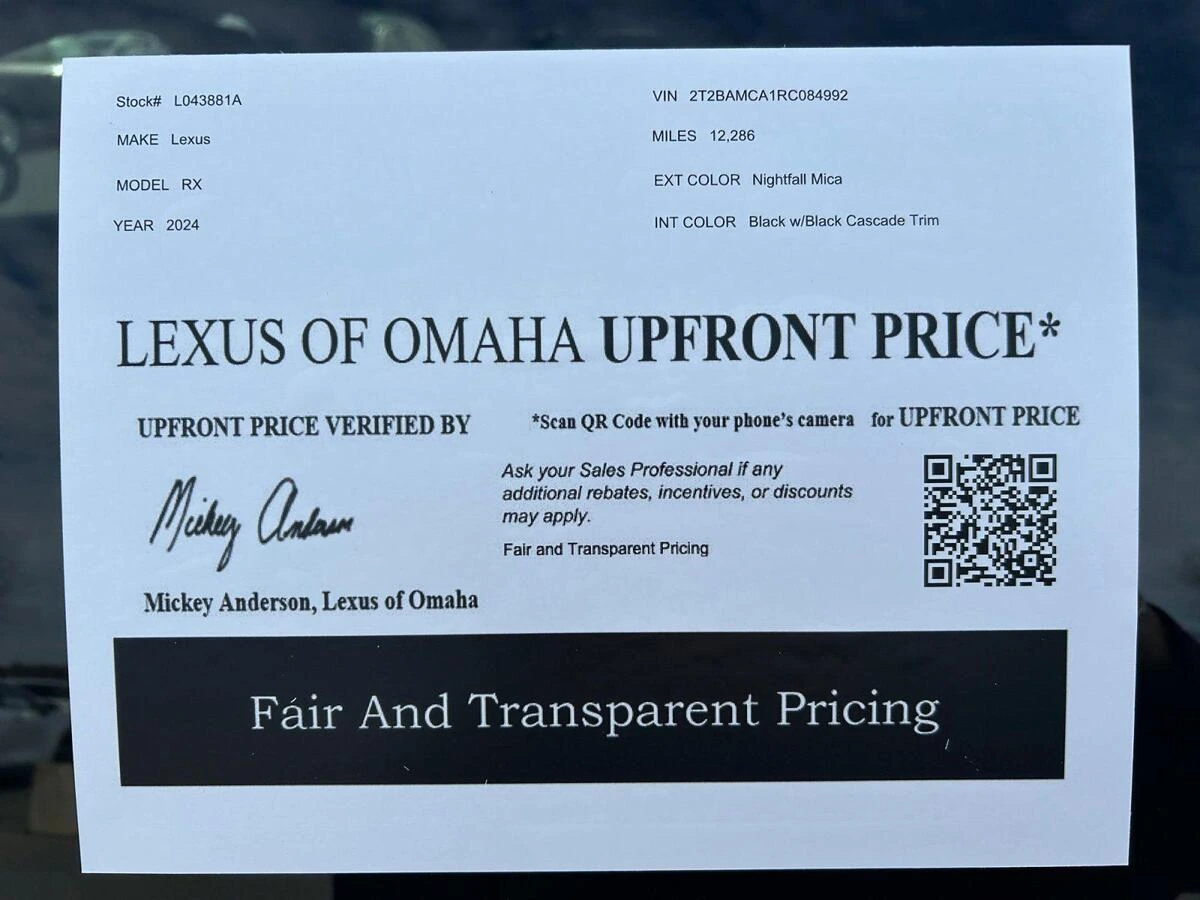 Stock# L043881A
VIN 2T2BAMCA1RC084992
MAKE Lexus
MILES 12,286
MODEL RX
EXT COLOR Nightfall Mica
YEAR 2024
INT COLOR Black w/Black Cascade Trim
LEXUS OF OMAHA UPFRONT PRICE*
UPFRONT PRICE VERIFIED BY
*Scan QR Code with your phone's camera for UPFRONT PRICE
Mickey Anderson
Ask your Sales Professional if any
additional rebates, incentives, or discounts
may apply.
Fair and Transparent Pricing
Mickey Anderson, Lexus of Omaha
Fair And Transparent Pricing